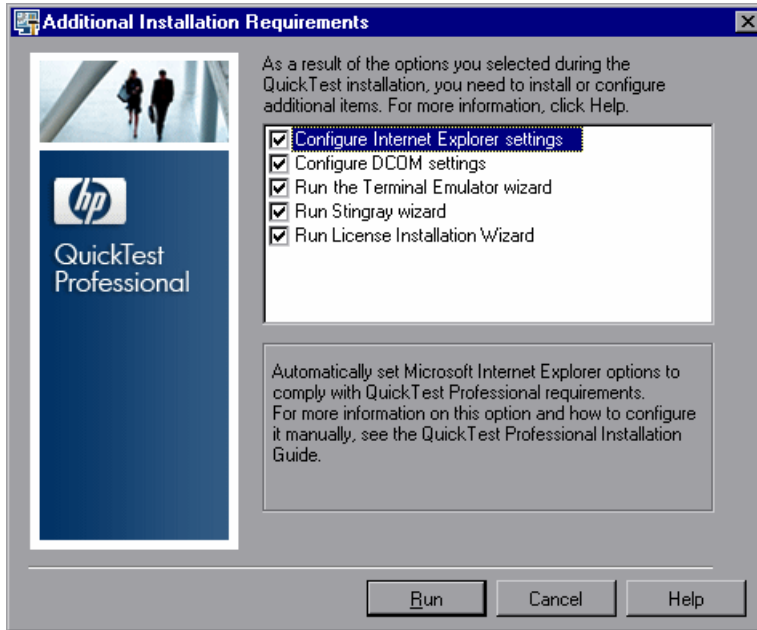 Additional Installation Requirements
As a result of the options you selected during the
QuickTest installation, you need to install or configure
additional items. For more information, click Help.
Configure Internet Explorer settings
Configure DCOM settings
Run the Terminal Emulator wizard
Run Stingray wizard
Run License Installation Wizard
hp
QuickTest
Professional
Automatically set Microsoft Internet Explorer options to
comply with QuickTest Professional requirements.
For more information on this option and how to configure
it manually, see the QuickTest Professional Installation
Guide.
Run
Cancel
Help